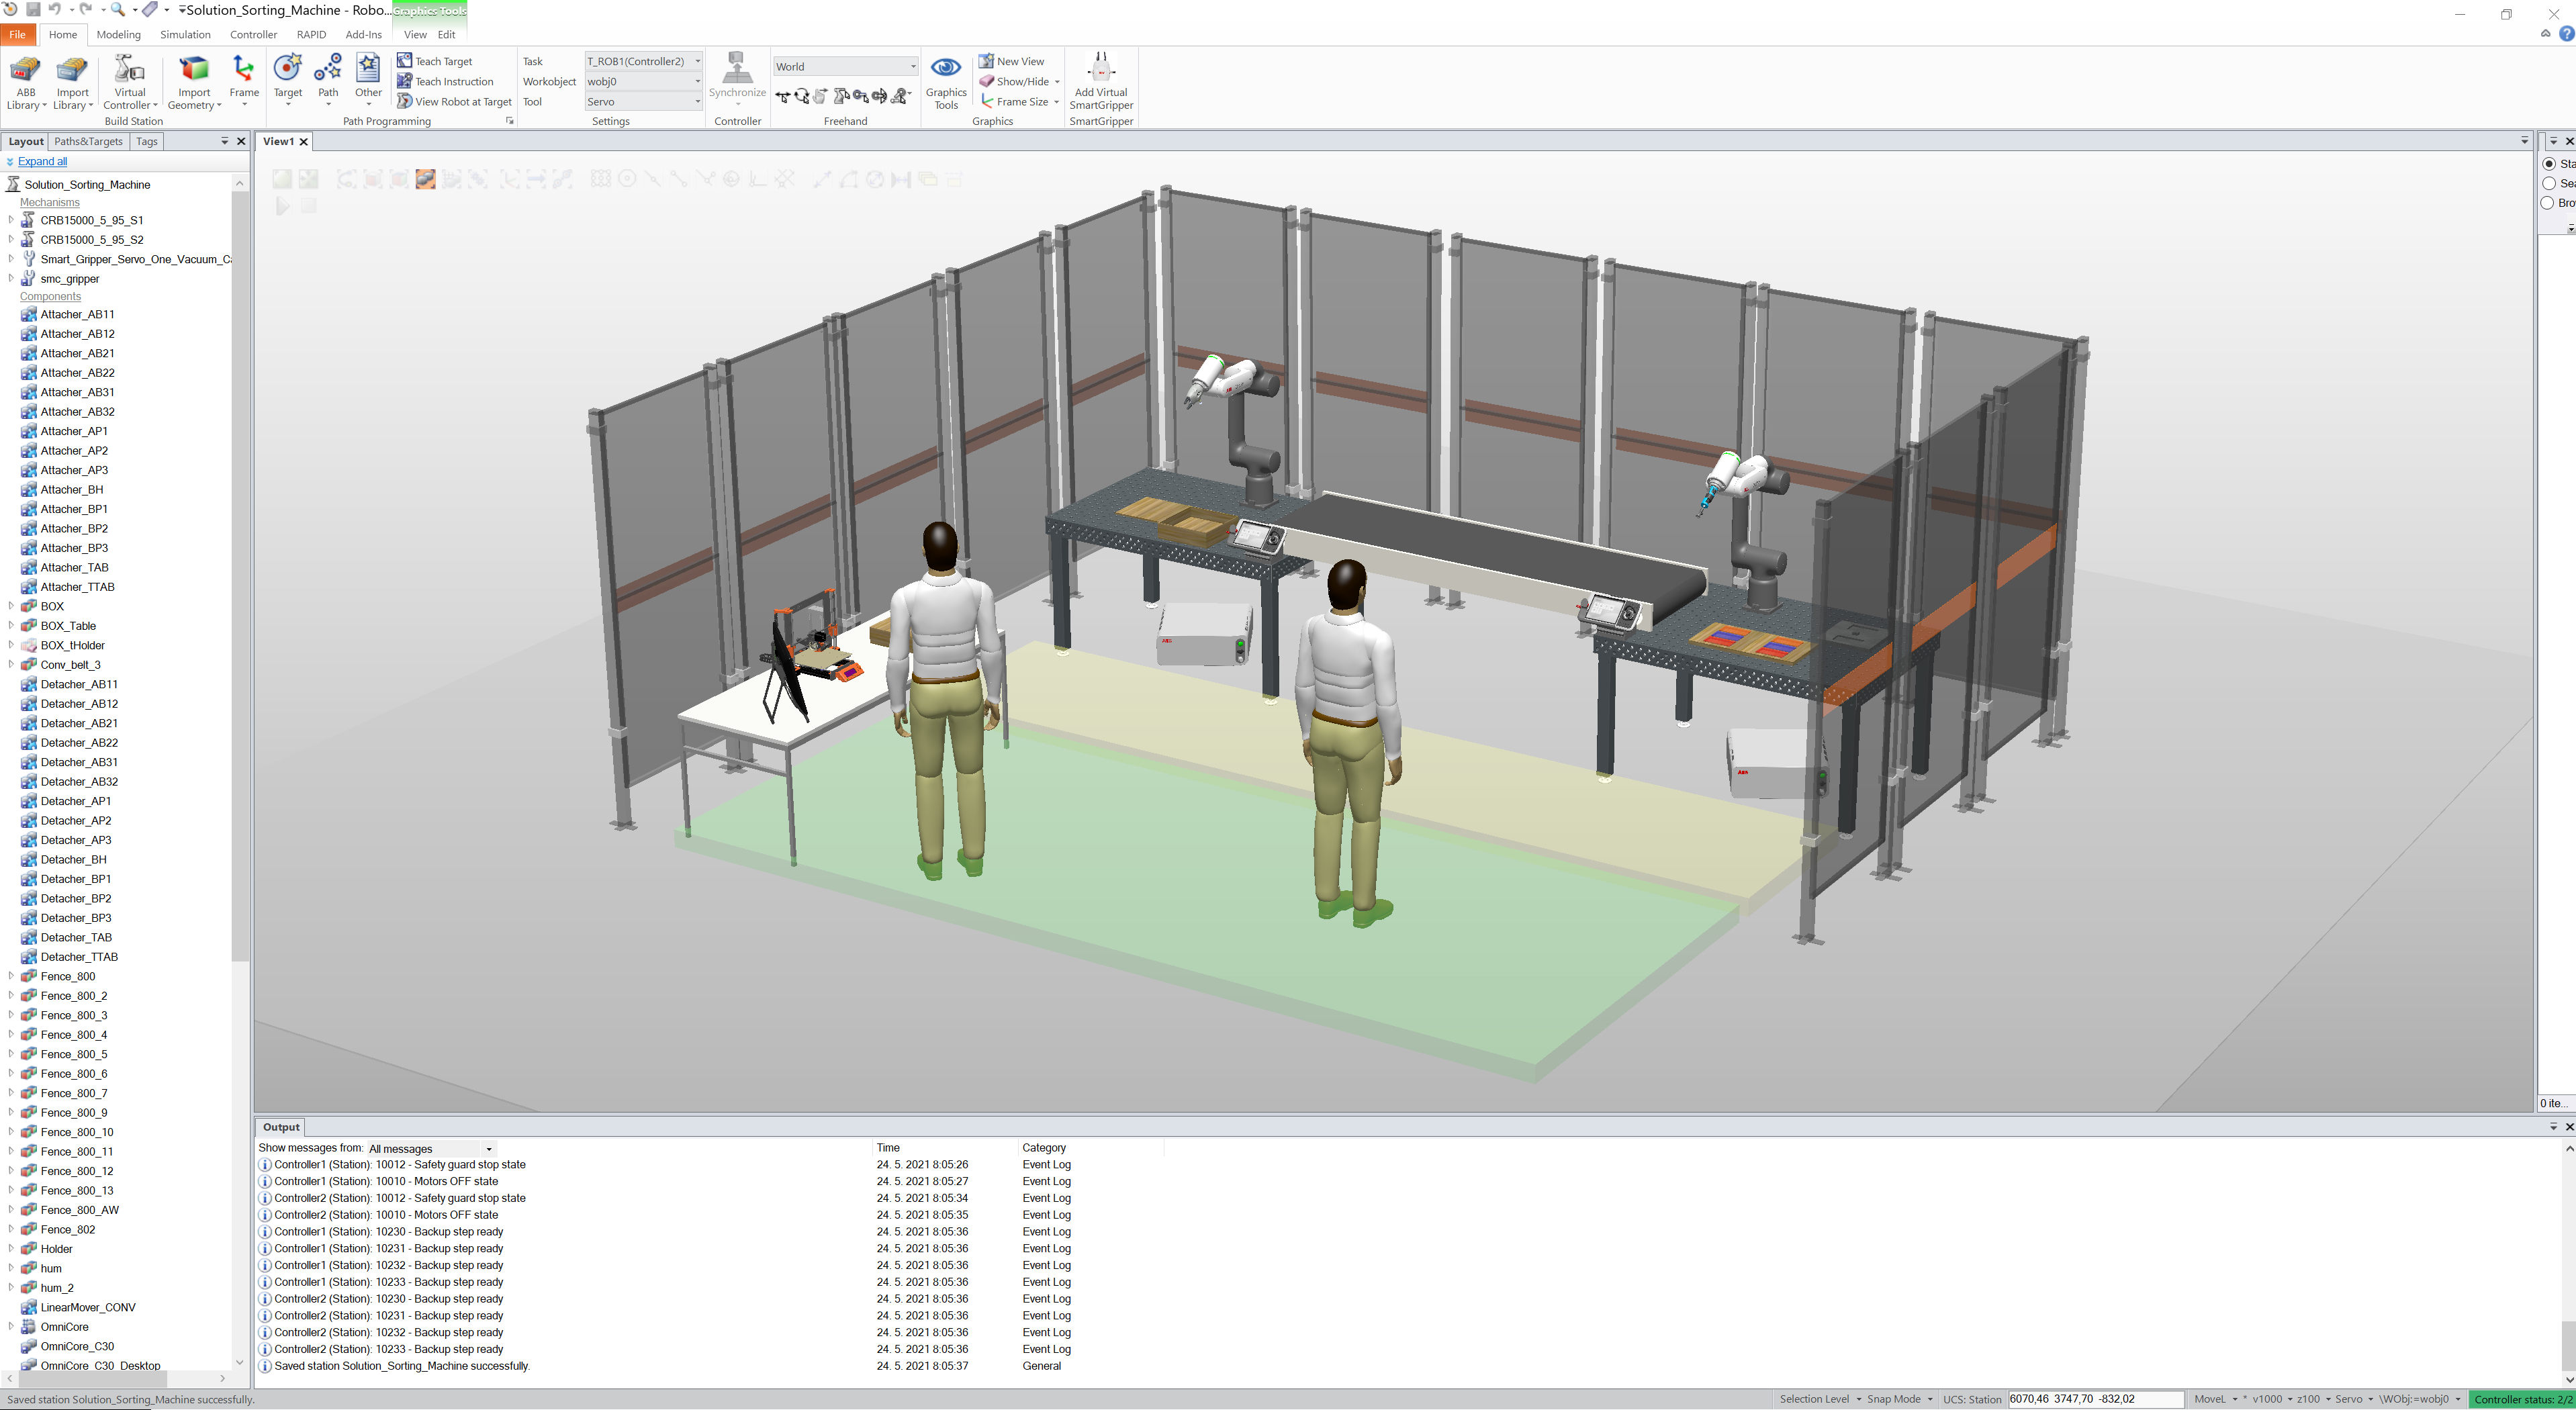 Solution_Sorting_Machine - Robo...
Graphics Tools
File Home Modeling Simulation Controller RAPID Add-Ins View Edit
ABB Library
Import Library
Virtual Controller
Import Geometry
Frame
Build Station
Target
Path
Other
Teach Target
Teach Instruction
View Robot at Target
Path Programming
Task T_ROB1(Controller2)
Workobject wobj0
Tool Servo
Settings
Synchronize
Controller
World
Freehand
Graphics Tools
New View
Show/Hide
Frame Size
Graphics
Add Virtual SmartGripper
SmartGripper
Layout Paths&Targets Tags
Expand all
Solution_Sorting_Machine
Mechanisms
CRB15000_5_95_S1
CRB15000_5_95_S2
Smart_Gripper_Servo_One_Vacuum_C
smc_gripper
Components
Attacher_AB11
Attacher_AB12
Attacher_AB21
Attacher_AB22
Attacher_AB31
Attacher_AB32
Attacher_AP1
Attacher_AP2
Attacher_AP3
Attacher_BH
Attacher_BP1
Attacher_BP2
Attacher_BP3
Attacher_TAB
Attacher_TTAB
BOX
BOX_Table
BOX_tHolder
Conv_belt_3
Detacher_AB11
Detacher_AB12
Detacher_AB21
Detacher_AB22
Detacher_AB31
Detacher_AB32
Detacher_AP1
Detacher_AP2
Detacher_AP3
Detacher_BH
Detacher_BP1
Detacher_BP2
Detacher_BP3
Detacher_TAB
Detacher_TTAB
Fence_800
Fence_800_2
Fence_800_3
Fence_800_4
Fence_800_5
Fence_800_6
Fence_800_7
Fence_800_9
Fence_800_10
Fence_800_11
Fence_800_12
Fence_800_13
Fence_800_AW
Fence_802
Holder
hum
hum_2
LinearMover_CONV
OmniCore
OmniCore_C30
OmniCore_C30_Desktop
View1
Sta
Sea
Bro
0 ite...
ABB
ABB
Output
Show messages from: All messages Time Category
Controller1 (Station): 10012 - Safety guard stop state 24. 5. 2021 8:05:26 Event Log
Controller1 (Station): 10010 - Motors OFF state 24. 5. 2021 8:05:27 Event Log
Controller2 (Station): 10012 - Safety guard stop state 24. 5. 2021 8:05:34 Event Log
Controller2 (Station): 10010 - Motors OFF state 24. 5. 2021 8:05:35 Event Log
Controller1 (Station): 10230 - Backup step ready 24. 5. 2021 8:05:36 Event Log
Controller1 (Station): 10231 - Backup step ready 24. 5. 2021 8:05:36 Event Log
Controller1 (Station): 10232 - Backup step ready 24. 5. 2021 8:05:36 Event Log
Controller1 (Station): 10233 - Backup step ready 24. 5. 2021 8:05:36 Event Log
Controller2 (Station): 10230 - Backup step ready 24. 5. 2021 8:05:36 Event Log
Controller2 (Station): 10231 - Backup step ready 24. 5. 2021 8:05:36 Event Log
Controller2 (Station): 10232 - Backup step ready 24. 5. 2021 8:05:36 Event Log
Controller2 (Station): 10233 - Backup step ready 24. 5. 2021 8:05:36 Event Log
Saved station Solution_Sorting_Machine successfully. 24. 5. 2021 8:05:37 General
Saved station Solution_Sorting_Machine successfully. Selection Level Snap Mode UCS: Station 6070,46 3747,70 -832,02 MoveL * v1000 z100 Servo \WObj:=wobj0 Controller status: 2/2